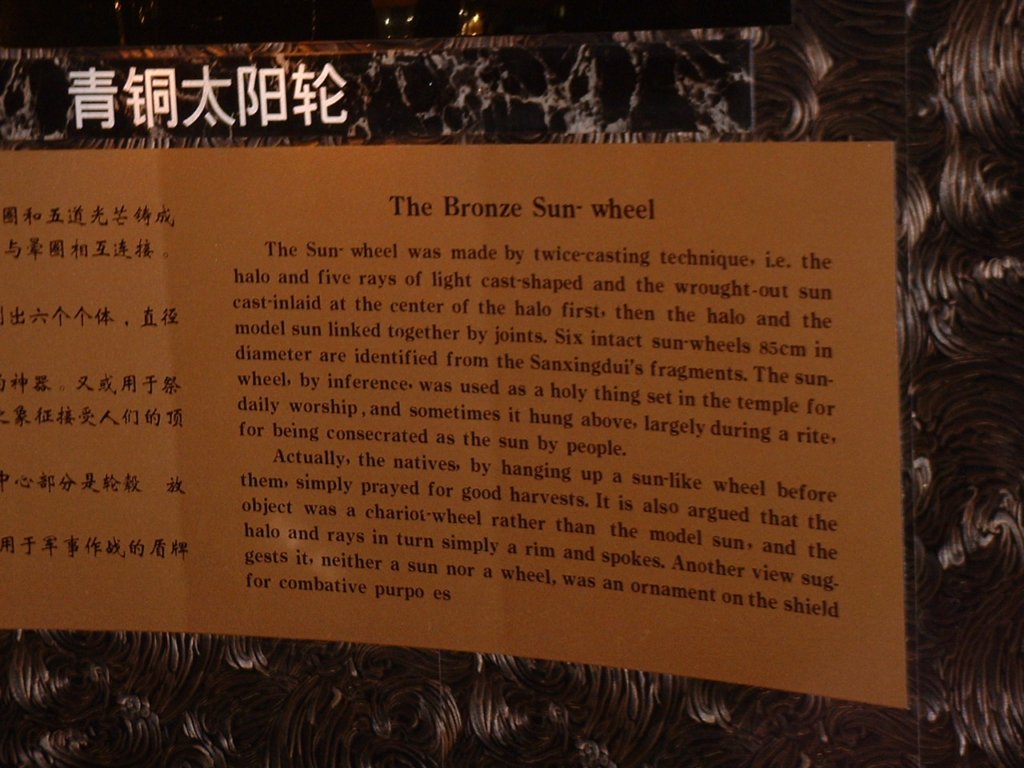 青铜太阳轮
圈和五道光芒铸成
与晕圈相互连接。
出六个个体，直径
神器。又或用于祭
象征接受人们的顶
中心部分是轮毂 放
用于军事作战的盾牌
The Bronze Sun- wheel
The Sun- wheel was made by twice-casting technique, i.e. the
halo and five rays of light cast-shaped and the wrought-out sun
cast-inlaid at the center of the halo first, then the halo and the
model sun linked together by joints. Six intact sun-wheels 85cm in
diameter are identified from the Sanxingdui's fragments. The sun-
wheel, by inference, was used as a holy thing set in the temple for
daily worship, and sometimes it hung above, largely during a rite,
for being consecrated as the sun by people.
Actually, the natives, by hanging up a sun-like wheel before
them, simply prayed for good harvests. It is also argued that the
object was a chariot-wheel rather than the model sun, and the
halo and rays in turn simply a rim and spokes. Another view sug-
gests it, neither a sun nor a wheel, was an ornament on the shield
for combative purpo es